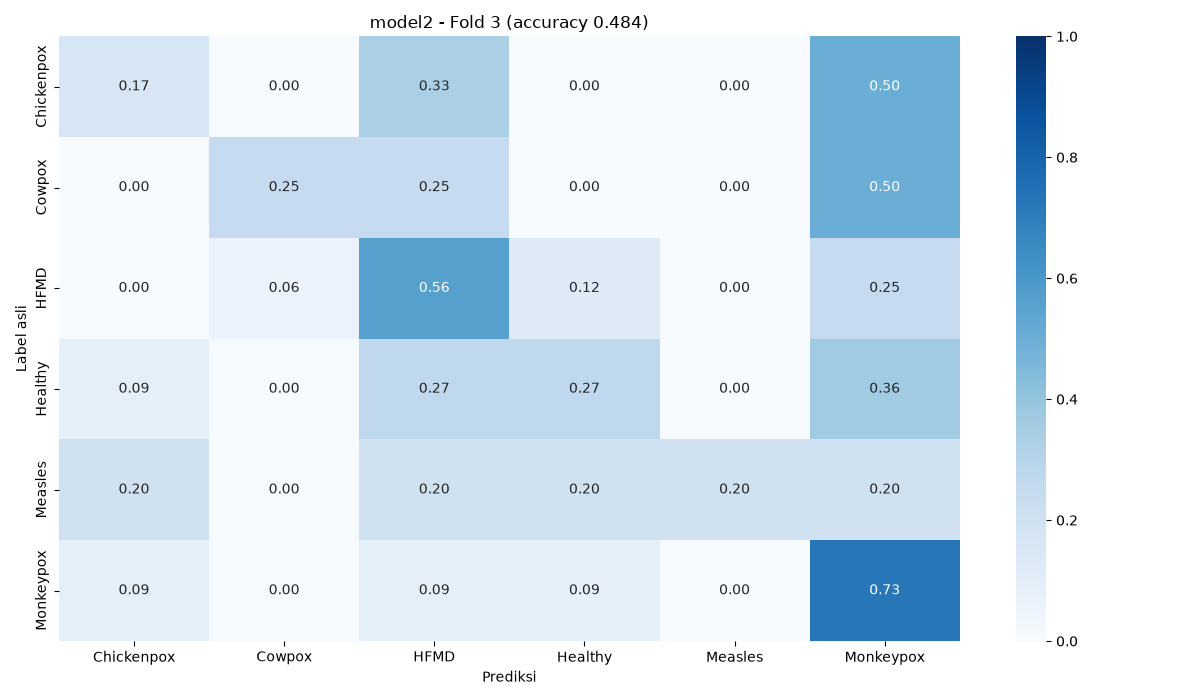 model2 - Fold 3 (accuracy 0.484)
Label asli
Chickenpox 0.17 0.00 0.33 0.00 0.00 0.50
Cowpox 0.00 0.25 0.25 0.00 0.00 0.50
HFMD 0.00 0.06 0.56 0.12 0.00 0.25
Healthy 0.09 0.00 0.27 0.27 0.00 0.36
Measles 0.20 0.00 0.20 0.20 0.20 0.20
Monkeypox 0.09 0.00 0.09 0.09 0.00 0.73
Chickenpox Cowpox HFMD Healthy Measles Monkeypox
Prediksi
1.0
0.8
0.6
0.4
0.2
0.0